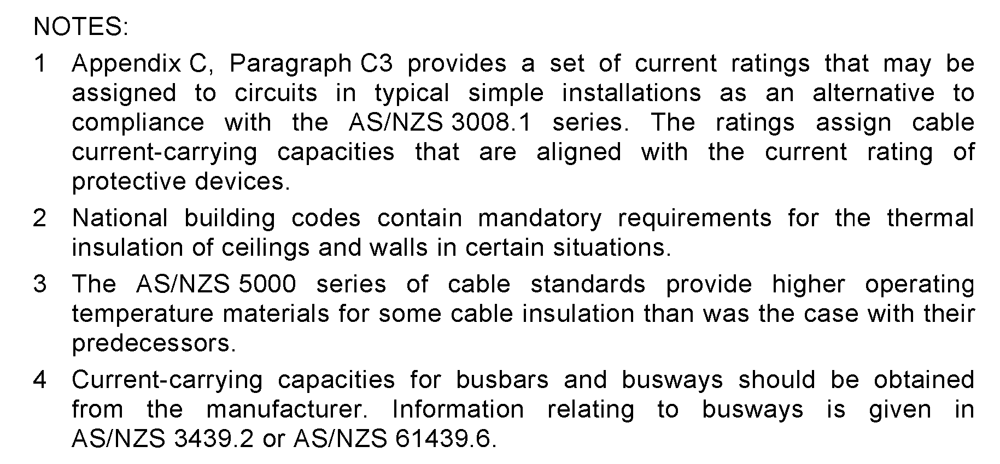 NOTES:
1 Appendix C, Paragraph C3 provides a set of current ratings that may be
assigned to circuits in typical simple installations as an alternative to
compliance with the AS/NZS 3008.1 series. The ratings assign cable
current-carrying capacities that are aligned with the current rating of
protective devices.
2 National building codes contain mandatory requirements for the thermal
insulation of ceilings and walls in certain situations.
3 The AS/NZS 5000 series of cable standards provide higher operating
temperature materials for some cable insulation than was the case with their
predecessors.
4 Current-carrying capacities for busbars and busways should be obtained
from the manufacturer. Information relating to busways is given in
AS/NZS 3439.2 or AS/NZS 61439.6.